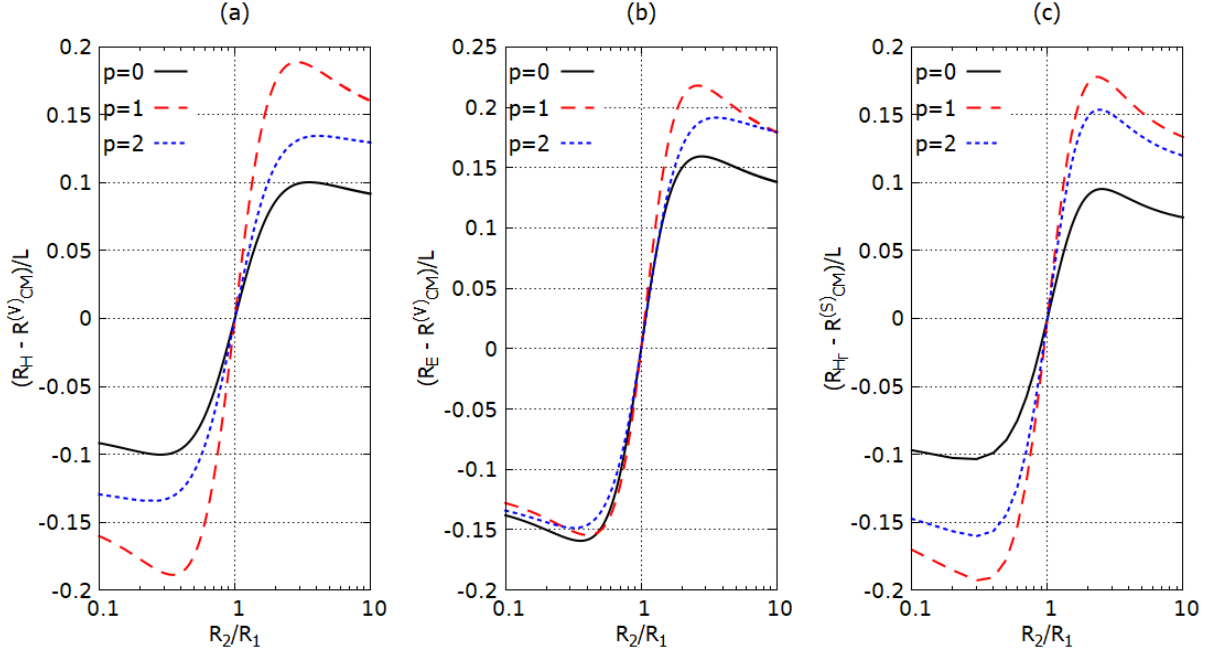 (a)
(R_H - R^(V)_CM)/L
0.2
0.15
0.1
0.05
0
-0.05
-0.1
-0.15
-0.2
p=0
p=1
p=2
0.1 1 10
R_2/R_1
(b)
(R_E - R^(V)_CM)/L
0.25
0.2
0.15
0.1
0.05
0
-0.05
-0.1
-0.15
-0.2
p=0
p=1
p=2
0.1 1 10
R_2/R_1
(c)
(R_HΓ - R^(S)_CM)/L
0.2
0.15
0.1
0.05
0
-0.05
-0.1
-0.15
-0.2
p=0
p=1
p=2
0.1 1 10
R_2/R_1